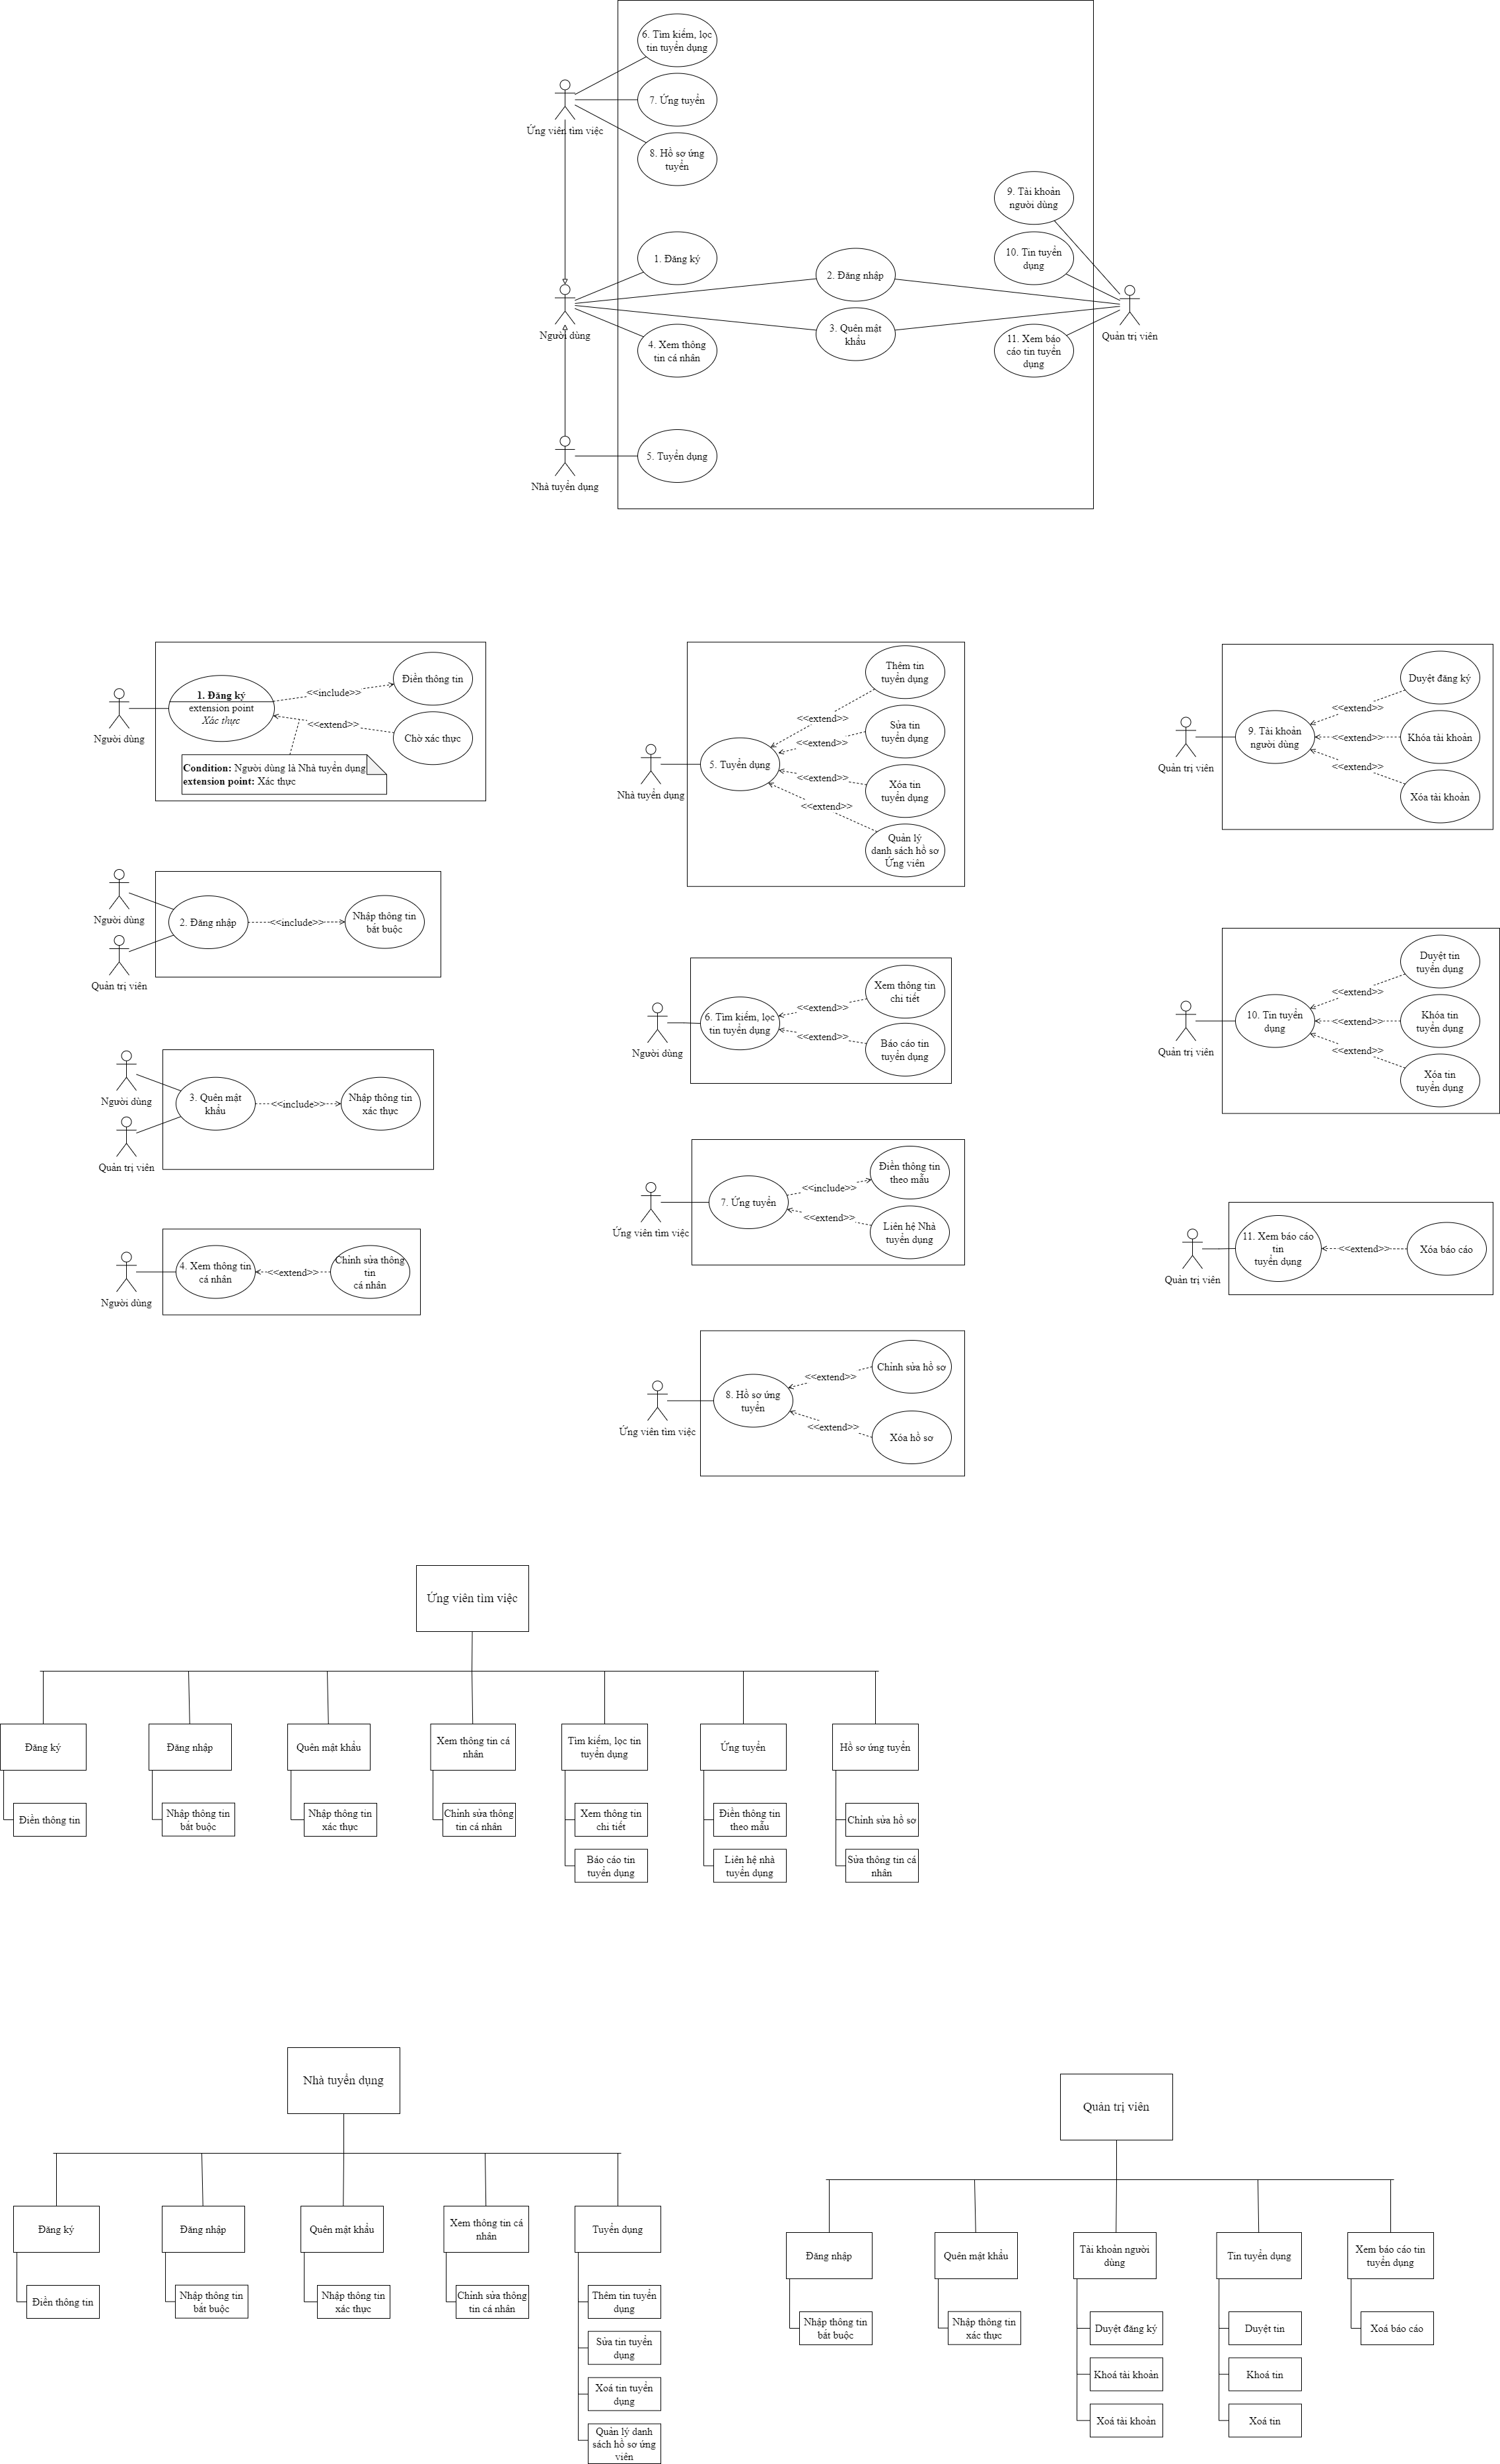 6. Tìm kiếm, lọc
tin tuyển dụng
7. Ứng tuyển
Ứng viên tìm việc
8. Hồ sơ ứng
tuyển
9. Tài khoản
người dùng
1. Đăng ký
10. Tin tuyển
dụng
2. Đăng nhập
3. Quên mật
khẩu
Người dùng
Quản trị viên
4. Xem thông
tin cá nhân
11. Xem báo
cáo tin tuyển
dụng
5. Tuyển dụng
Nhà tuyển dụng
1. Đăng ký
extension point
Xác thực
<<include>>
Điền thông tin
<<extend>>
Chờ xác thực
Người dùng
Condition: Người dùng là Nhà tuyển dụng
extension point: Xác thực
Thêm tin
tuyển dụng
<<extend>>
Sửa tin
tuyển dụng
<<extend>>
5. Tuyển dụng
<<extend>>
Xóa tin
tuyển dụng
Nhà tuyển dụng
<<extend>>
Quản lý
danh sách hồ sơ
Ứng viên
Duyệt đăng ký
<<extend>>
9. Tài khoản
người dùng
<<extend>>
Khóa tài khoản
Quản trị viên
<<extend>>
Xóa tài khoản
Người dùng
2. Đăng nhập
<<include>>
Nhập thông tin
bắt buộc
Quản trị viên
Xem thông tin
chi tiết
<<extend>>
6. Tìm kiếm, lọc
tin tuyển dụng
<<extend>>
Báo cáo tin
tuyển dụng
Người dùng
Duyệt tin
tuyển dụng
<<extend>>
10. Tin tuyển
dụng
<<extend>>
Khóa tin
tuyển dụng
Quản trị viên
<<extend>>
Xóa tin
tuyển dụng
Người dùng
3. Quên mật
khẩu
<<include>>
Nhập thông tin
xác thực
Quản trị viên
Điền thông tin
theo mẫu
<<include>>
7. Ứng tuyển
<<extend>>
Liên hệ Nhà
tuyển dụng
Ứng viên tìm việc
11. Xem báo cáo
tin
tuyển dụng
<<extend>>
Xóa báo cáo
Quản trị viên
4. Xem thông tin
cá nhân
<<extend>>
Chỉnh sửa thông
tin
cá nhân
Người dùng
Chỉnh sửa hồ sơ
<<extend>>
8. Hồ sơ ứng
tuyển
<<extend>>
Xóa hồ sơ
Ứng viên tìm việc
Ứng viên tìm việc
Đăng ký
Đăng nhập
Quên mật khẩu
Xem thông tin cá
nhân
Tìm kiếm, lọc tin
tuyển dụng
Ứng tuyển
Hồ sơ ứng tuyển
Điền thông tin
Nhập thông tin
bắt buộc
Nhập thông tin
xác thực
Chỉnh sửa thông
tin cá nhân
Xem thông tin
chi tiết
Điền thông tin
theo mẫu
Chỉnh sửa hồ sơ
Báo cáo tin
tuyển dụng
Liên hệ nhà
tuyển dụng
Sửa thông tin cá
nhân
Nhà tuyển dụng
Đăng ký
Đăng nhập
Quên mật khẩu
Xem thông tin cá
nhân
Tuyển dụng
Điền thông tin
Nhập thông tin
bắt buộc
Nhập thông tin
xác thực
Chỉnh sửa thông
tin cá nhân
Thêm tin tuyển
dụng
Sửa tin tuyển
dụng
Xoá tin tuyển
dụng
Quản lý danh
sách hồ sơ ứng
viên
Quản trị viên
Đăng nhập
Quên mật khẩu
Tài khoản người
dùng
Tin tuyển dụng
Xem báo cáo tin
tuyển dụng
Nhập thông tin
bắt buộc
Nhập thông tin
xác thực
Duyệt đăng ký
Duyệt tin
Xoá báo cáo
Khoá tài khoản
Khoá tin
Xoá tài khoản
Xoá tin